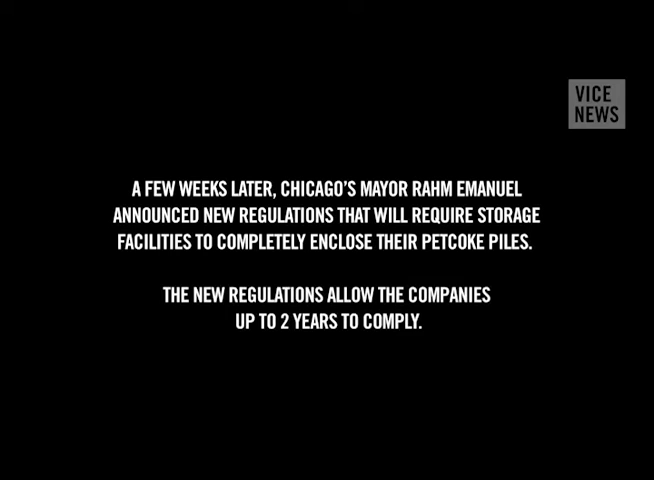 VICE
NEWS
A FEW WEEKS LATER, CHICAGO'S MAYOR RAHM EMANUEL
ANNOUNCED NEW REGULATIONS THAT WILL REQUIRE STORAGE
FACILITIES TO COMPLETELY ENCLOSE THEIR PETCOKE PILES.
THE NEW REGULATIONS ALLOW THE COMPANIES
UP TO 2 YEARS TO COMPLY.